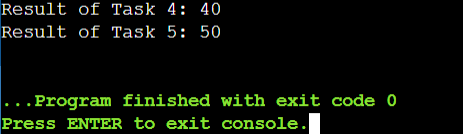 Result of Task 4: 40
Result of Task 5: 50
...Program finished with exit code 0
Press ENTER to exit console.